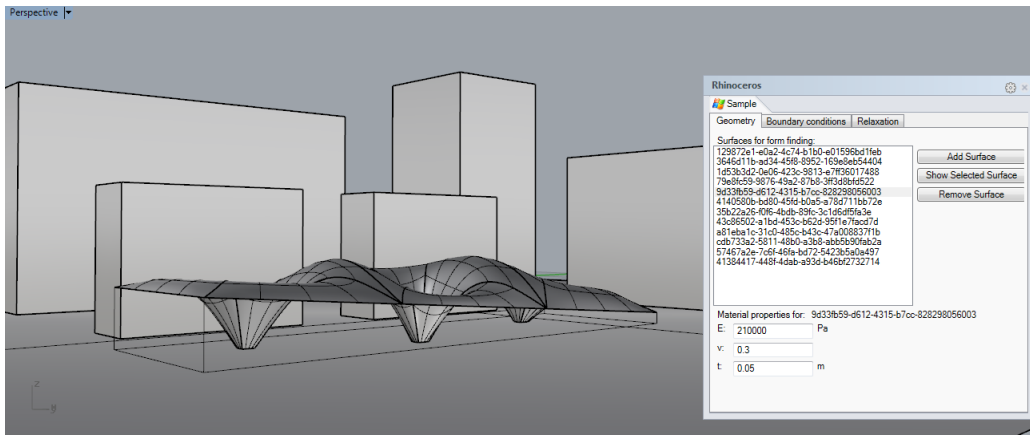 Perspective
Rhinoceros
Sample
Geometry Boundary conditions Relaxation
Surfaces for form finding:
129872e1-e0a2-4c74-b1b0-e01596bd1feb
3646d11b-ad34-45f8-8952-169e8eb54404
1d53b3d2-0e06-423c-9813-e7ff36017488
79e8fc59-9876-49a2-87b8-3ff3d8bfd522
9d33fb59-d612-4315-b7cc-828298056003
4140580b-bd80-45fd-b0a5-a78d711bb72e
35b22a26-f0f6-4bdb-89fc-3c1d6df5fa3e
43c86502-a1bd-453c-b62d-95f1e7facd7d
a81eba1c-31c0-485c-b43c-47a008837f1b
cdb733a2-5811-48b0-a3b8-abb5b90fab2a
57467a2e-7c6f-46fa-bd72-5423b5a0a497
41384417-448f-4dab-a93d-b46bf2732714
Add Surface
Show Selected Surface
Remove Surface
Material properties for: 9d33fb59-d612-4315-b7cc-828298056003
E: 210000 Pa
v: 0.3
t: 0.05 m
z
y